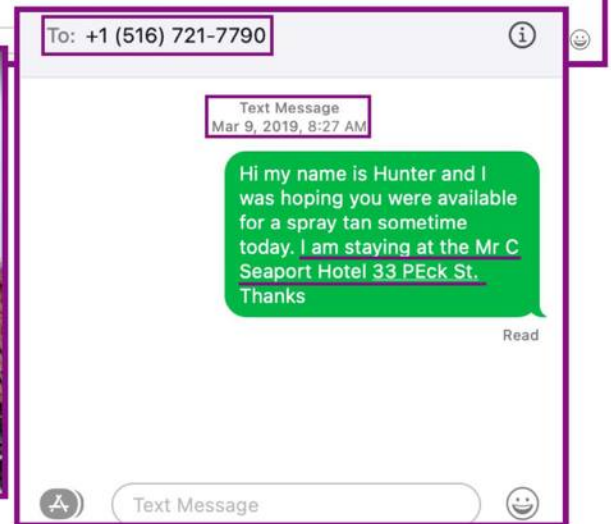 To: +1 (516) 721-7790
Text Message
Mar 9, 2019, 8:27 AM
Hi my name is Hunter and I
was hoping you were available
for a spray tan sometime
today. I am staying at the Mr C
Seaport Hotel 33 PEck St.
Thanks
Read
Text Message